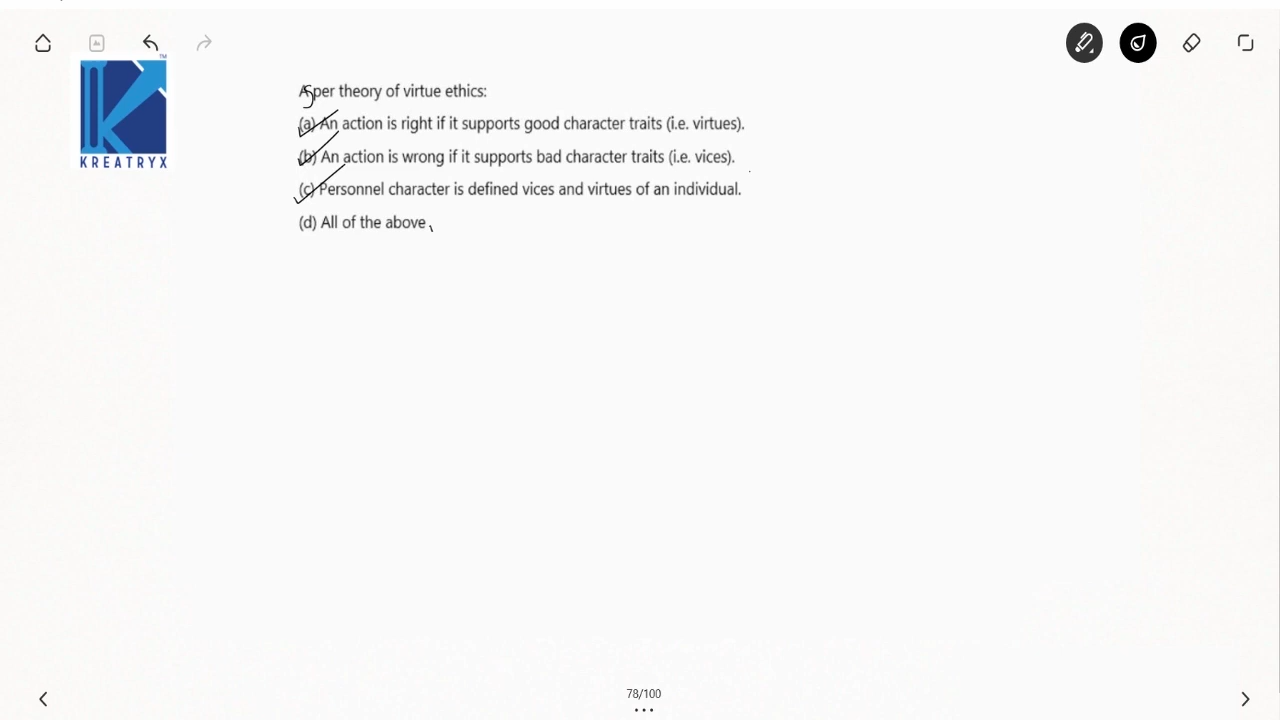 KREATRYX
™
As per theory of virtue ethics:
(a) An action is right if it supports good character traits (i.e. virtues).
(b) An action is wrong if it supports bad character traits (i.e. vices).
(c) Personnel character is defined vices and virtues of an individual.
(d) All of the above
78/100